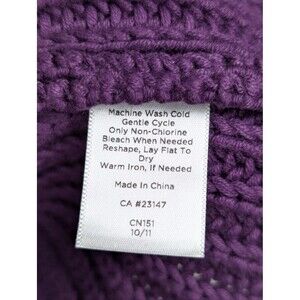 Machine Wash Cold
Gentle Cycle
Only Non-Chlorine
Bleach When Needed
Reshape, Lay Flat To
Dry
Warm Iron, If Needed
Made In China
CA #23147
CN151
10/11